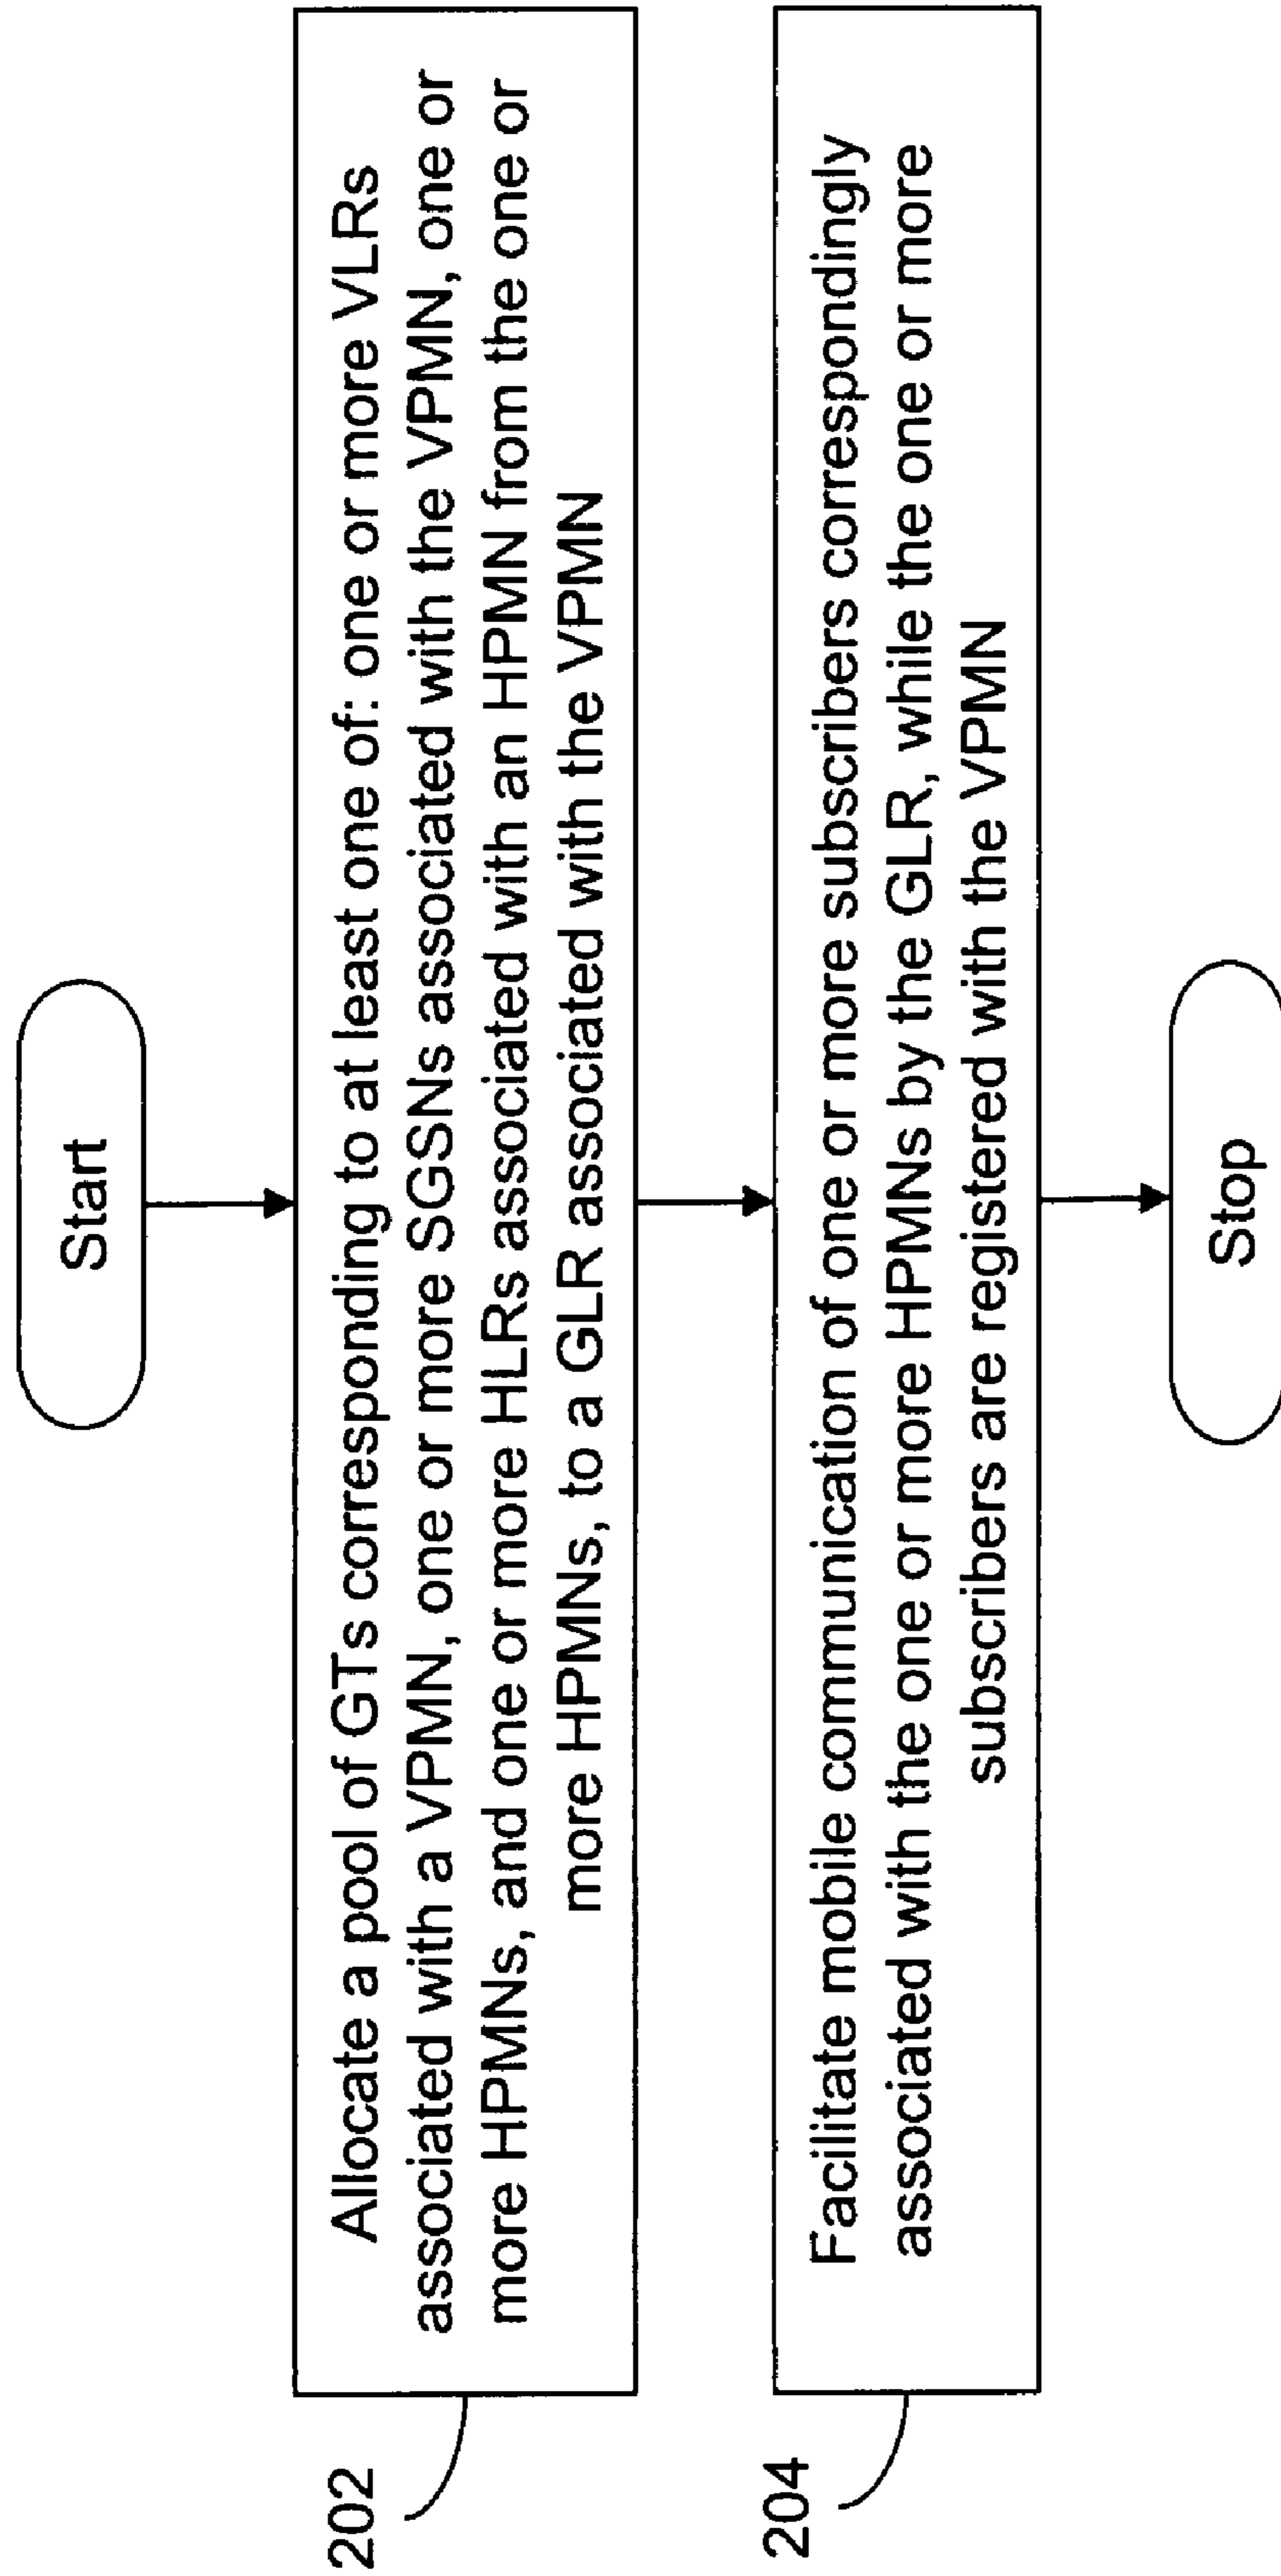 Start
202
Allocate a pool of GTs corresponding to at least one of: one or more VLRs
associated with a VPMN, one or more SGSNs associated with the VPMN, one or
more HPMNs, and one or more HLRs associated with an HPMN from the one or
more HPMNs, to a GLR associated with the VPMN
204
Facilitate mobile communication of one or more subscribers correspondingly
associated with the one or more HPMNs by the GLR, while the one or more
subscribers are registered with the VPMN
Stop